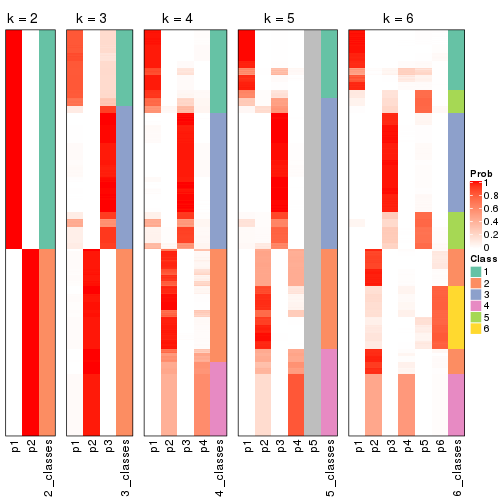 k = 2
k = 3
k = 4
k = 5
k = 6
Prob
1
0.8
0.6
0.4
0.2
0
Class
1
2
3
4
5
6
p1
p2
2_classes
p1
p2
p3
3_classes
p1
p2
p3
p4
4_classes
p1
p2
p3
p4
p5
5_classes
p1
p2
p3
p4
p5
p6
6_classes